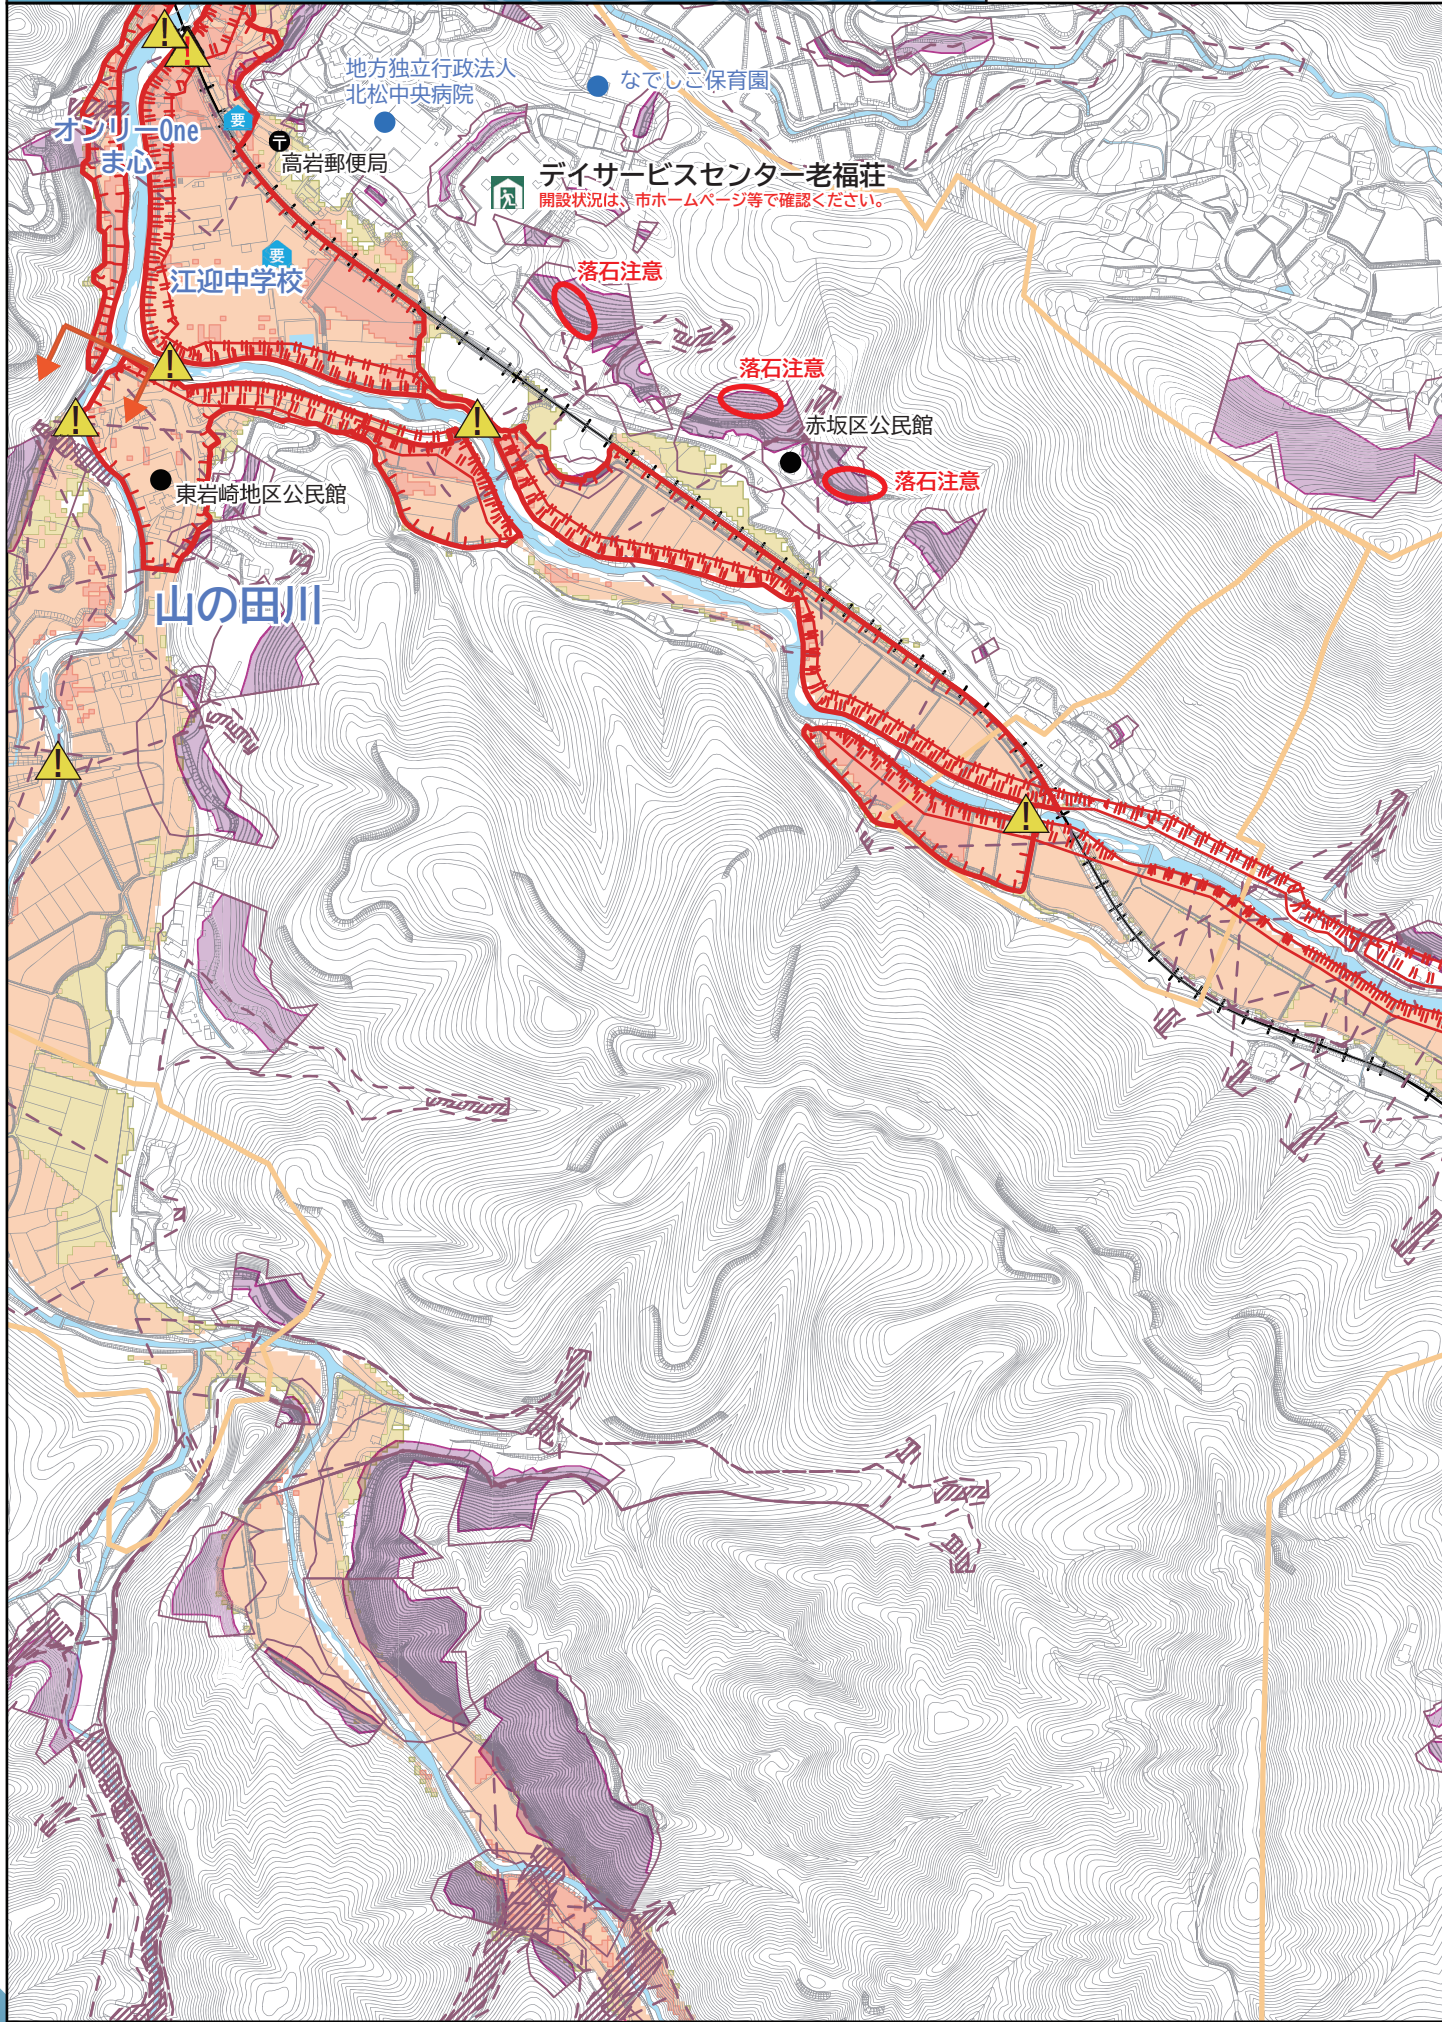 地方独立行政法人
北松中央病院
なでしこ保育園
オンリーOne
ま心
要
〒
高岩郵便局
デイサービスセンター老福荘
開設状況は、市ホームページ等で確認ください。
要
江迎中学校
落石注意
落石注意
赤坂区公民館
落石注意
東岩崎地区公民館
山の田川